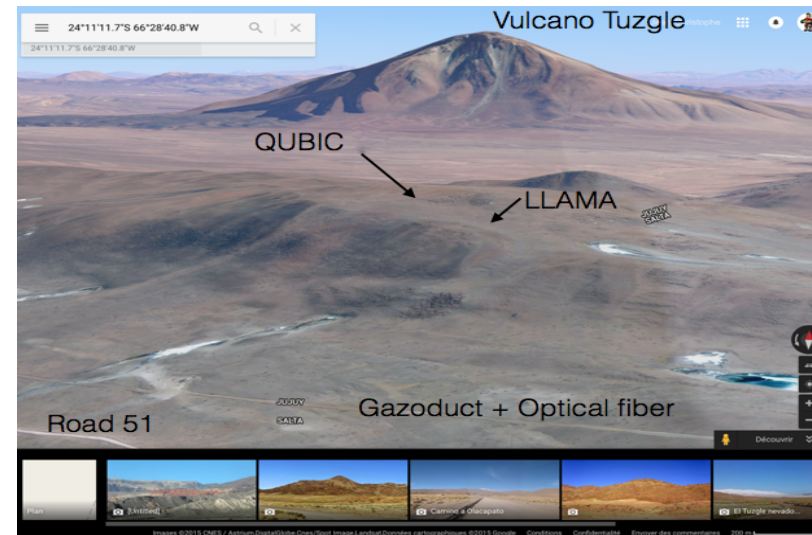 24°11'11.7"S 66°28'40.8"W
24°11'11.7"S 66°28'40.8"W
Vulcano Tuzgle
QUBIC
LLAMA
JUJUY
SALTA
JUJUY
SALTA
Gazoduct + Optical fiber
Road 51
Découvrir
Plan
[Untitled]
Camino a Olacapato
El Tuzgle nevado...
Images ©2015 CNES / Astrium,DigitalGlobe,Cnes/Spot Image,Landsat,Données cartographiques ©2015 Google Conditions Confidentialité Envoyer des commentaires 200 m